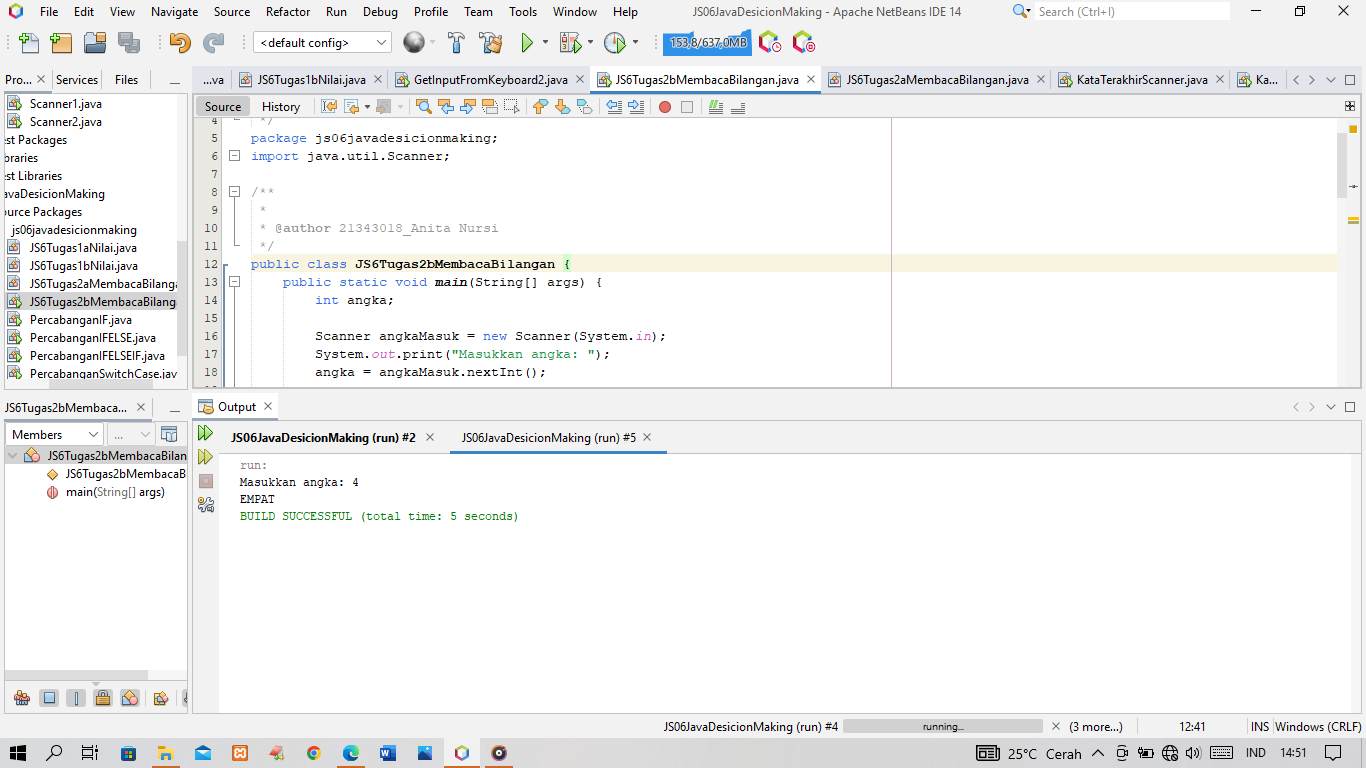 File Edit View Navigate Source Refactor Run Debug Profile Team Tools Window Help
JS06JavaDesicionMaking - Apache NetBeans IDE 14
Search (Ctrl+I)
<default config>
153,8/637,0MB
Pro... Services Files
...va JS6Tugas1bNilai.java GetInputFromKeyboard2.java JS6Tugas2bMembacaBilangan.java JS6Tugas2aMembacaBilangan.java KataTerakhirScanner.java Ka...
Source History
Scanner1.java
Scanner2.java
est Packages
braries
est Libraries
avaDesicionMaking
ource Packages
js06javadesicionmaking
JS6Tugas1aNilai.java
JS6Tugas1bNilai.java
JS6Tugas2aMembacaBilanga
JS6Tugas2bMembacaBilang
PercabanganIF.java
PercabanganIFELSE.java
PercabanganIFELSEIF.java
PercabanganSwitchCase.jav
4 */
5 package js06javadesicionmaking;
6 import java.util.Scanner;
7
8 /**
9 *
10 * @author 21343018_Anita Nursi
11 */
12 public class JS6Tugas2bMembacaBilangan {
13 public static void main(String[] args) {
14 int angka;
15
16 Scanner angkaMasuk = new Scanner(System.in);
17 System.out.print("Masukkan angka: ");
18 angka = angkaMasuk.nextInt();
JS6Tugas2bMembaca...
Members ...
JS6Tugas2bMembacaBilan
JS6Tugas2bMembacaB
main(String[] args)
Output
JS06JavaDesicionMaking (run) #2 JS06JavaDesicionMaking (run) #5
run:
Masukkan angka: 4
EMPAT
BUILD SUCCESSFUL (total time: 5 seconds)
JS06JavaDesicionMaking (run) #4 running... (3 more...) 12:41 INS Windows (CRLF)
25°C Cerah IND 14:51